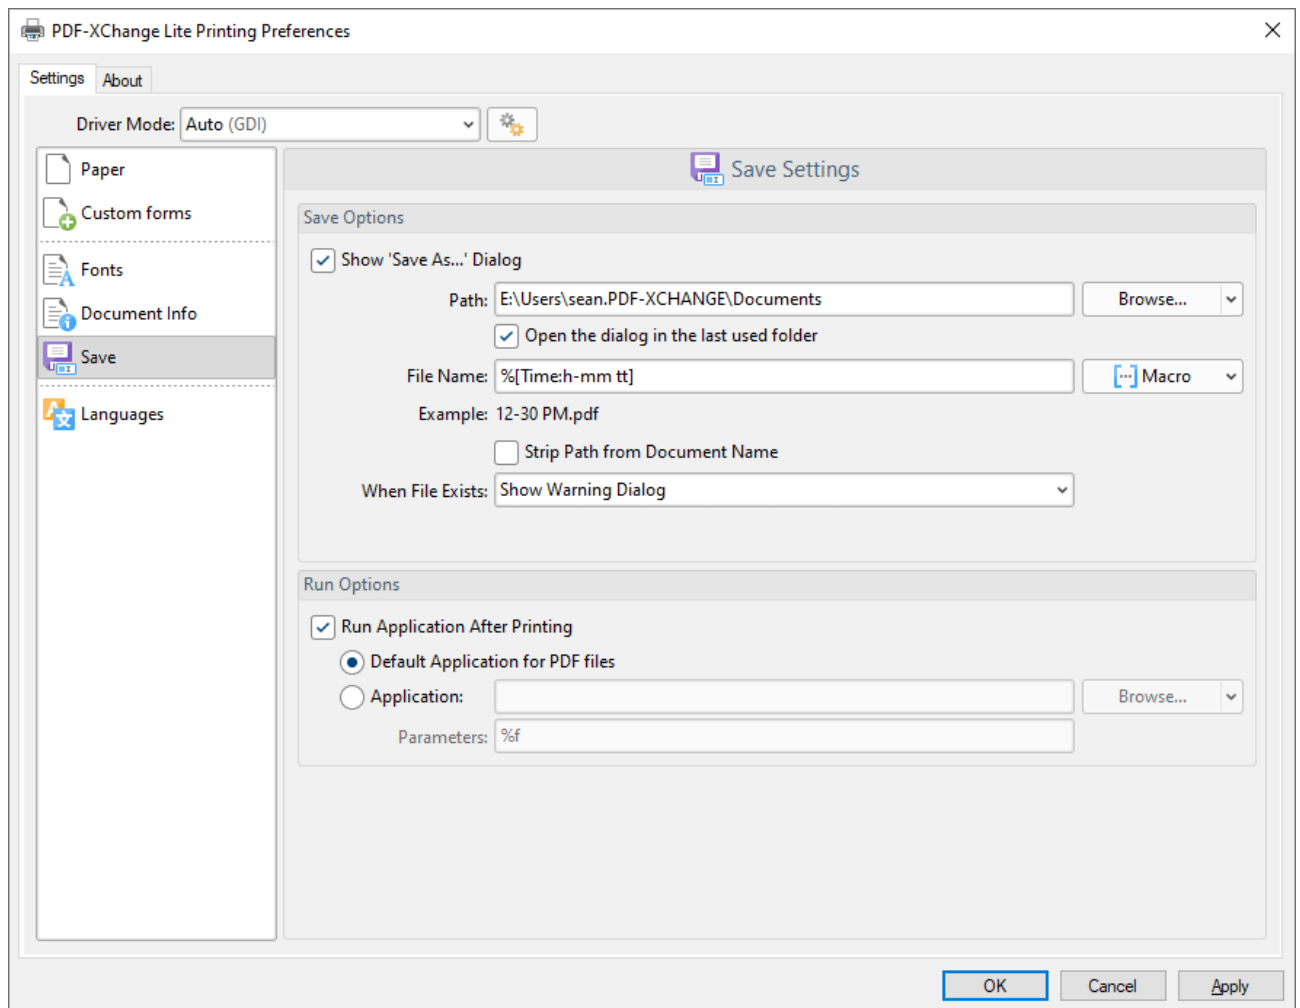 PDF-XChange Lite Printing Preferences
Settings
About
Driver Mode: Auto (GDI)
Paper
Custom forms
Fonts
Document Info
Save
Languages
Save Settings
Save Options
Show 'Save As...' Dialog
Path: E:\Users\sean.PDF-XCHANGE\Documents Browse...
Open the dialog in the last used folder
File Name: %[Time:h-mm tt] Macro
Example: 12-30 PM.pdf
Strip Path from Document Name
When File Exists: Show Warning Dialog
Run Options
Run Application After Printing
Default Application for PDF files
Application: Browse...
Parameters: %f
OK Cancel Apply